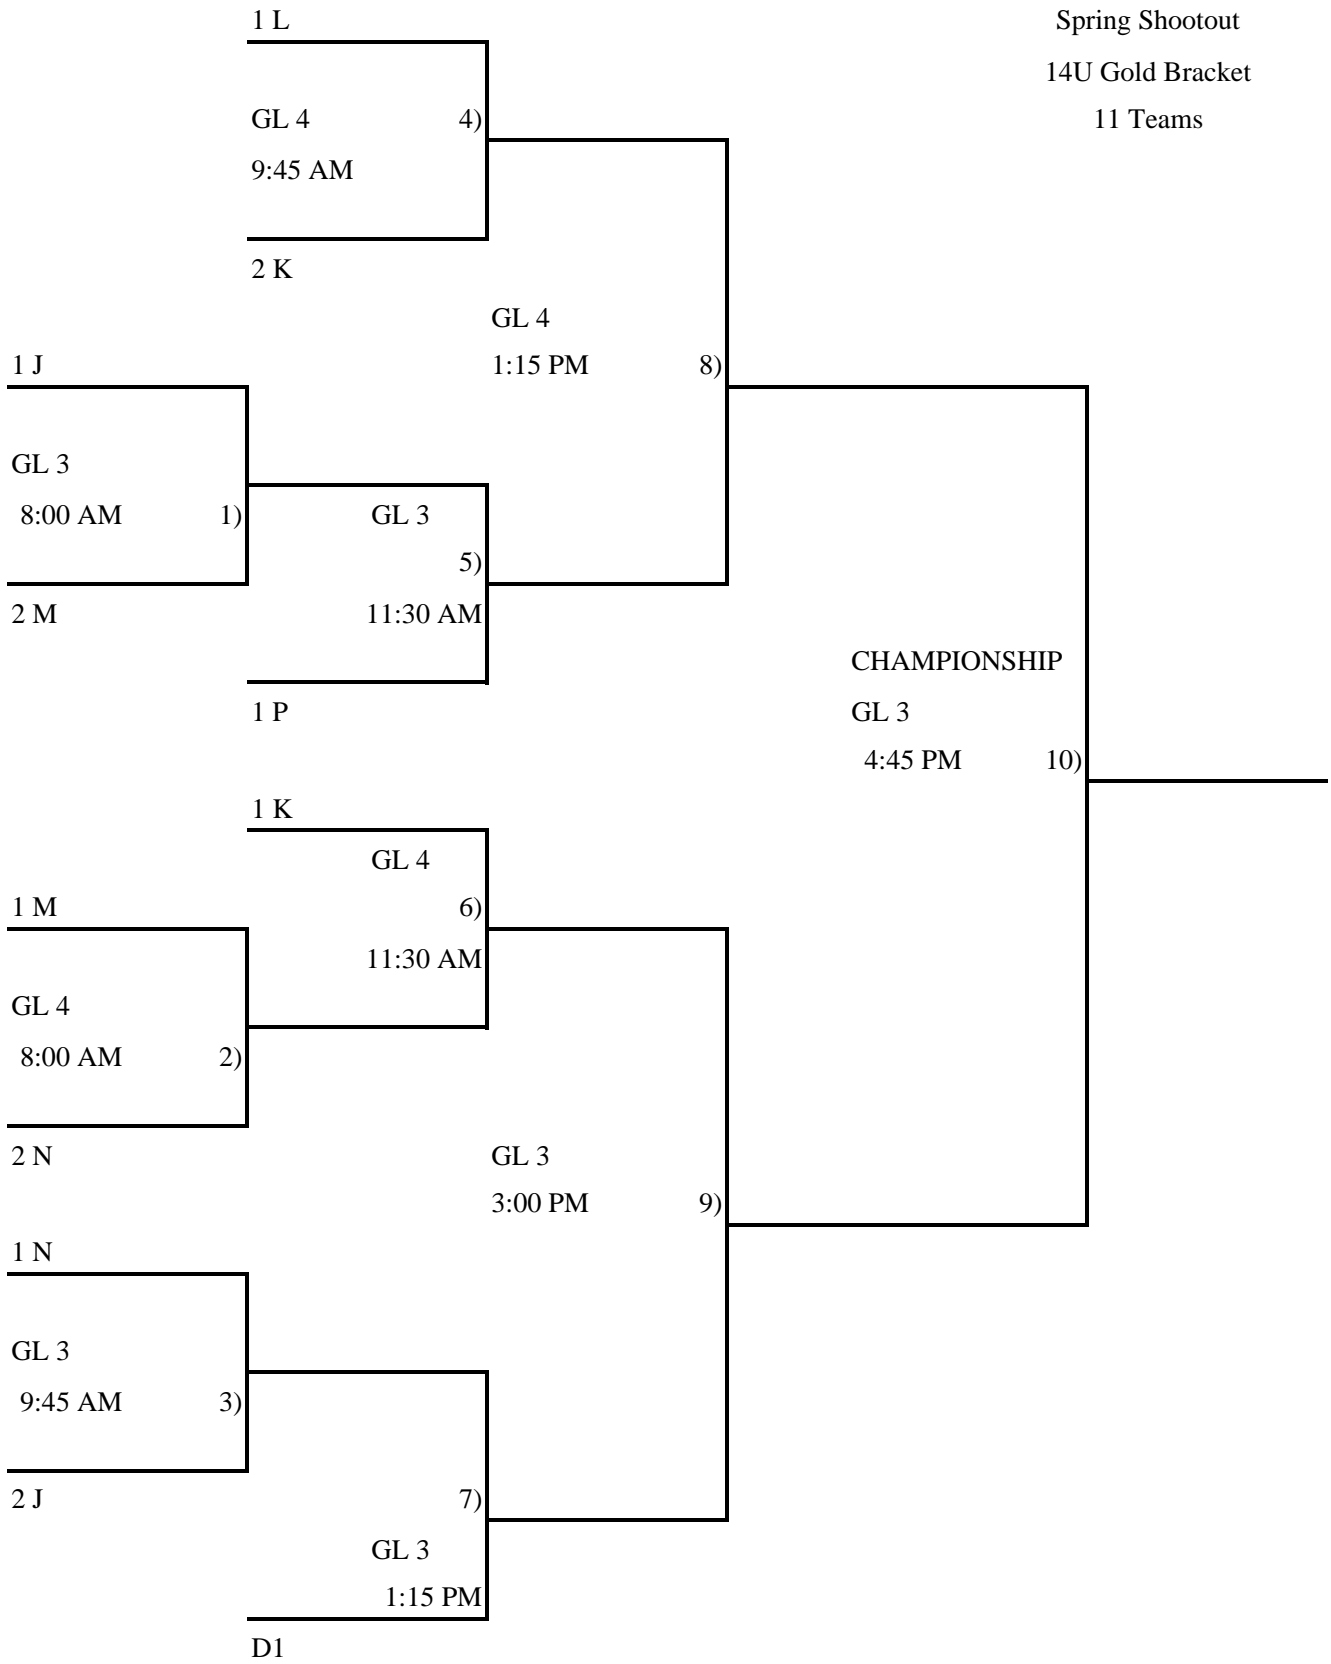 1 L
Spring Shootout
14U Gold Bracket
11 Teams
GL 4
4)
9:45 AM
2 K
GL 4
1:15 PM
8)
1 J
GL 3
8:00 AM
1)
2 M
GL 3
5)
11:30 AM
1 P
CHAMPIONSHIP
GL 3
4:45 PM
10)
1 K
GL 4
6)
11:30 AM
1 M
GL 4
8:00 AM
2)
2 N
GL 3
3:00 PM
9)
1 N
GL 3
9:45 AM
3)
2 J
7)
GL 3
1:15 PM
D1